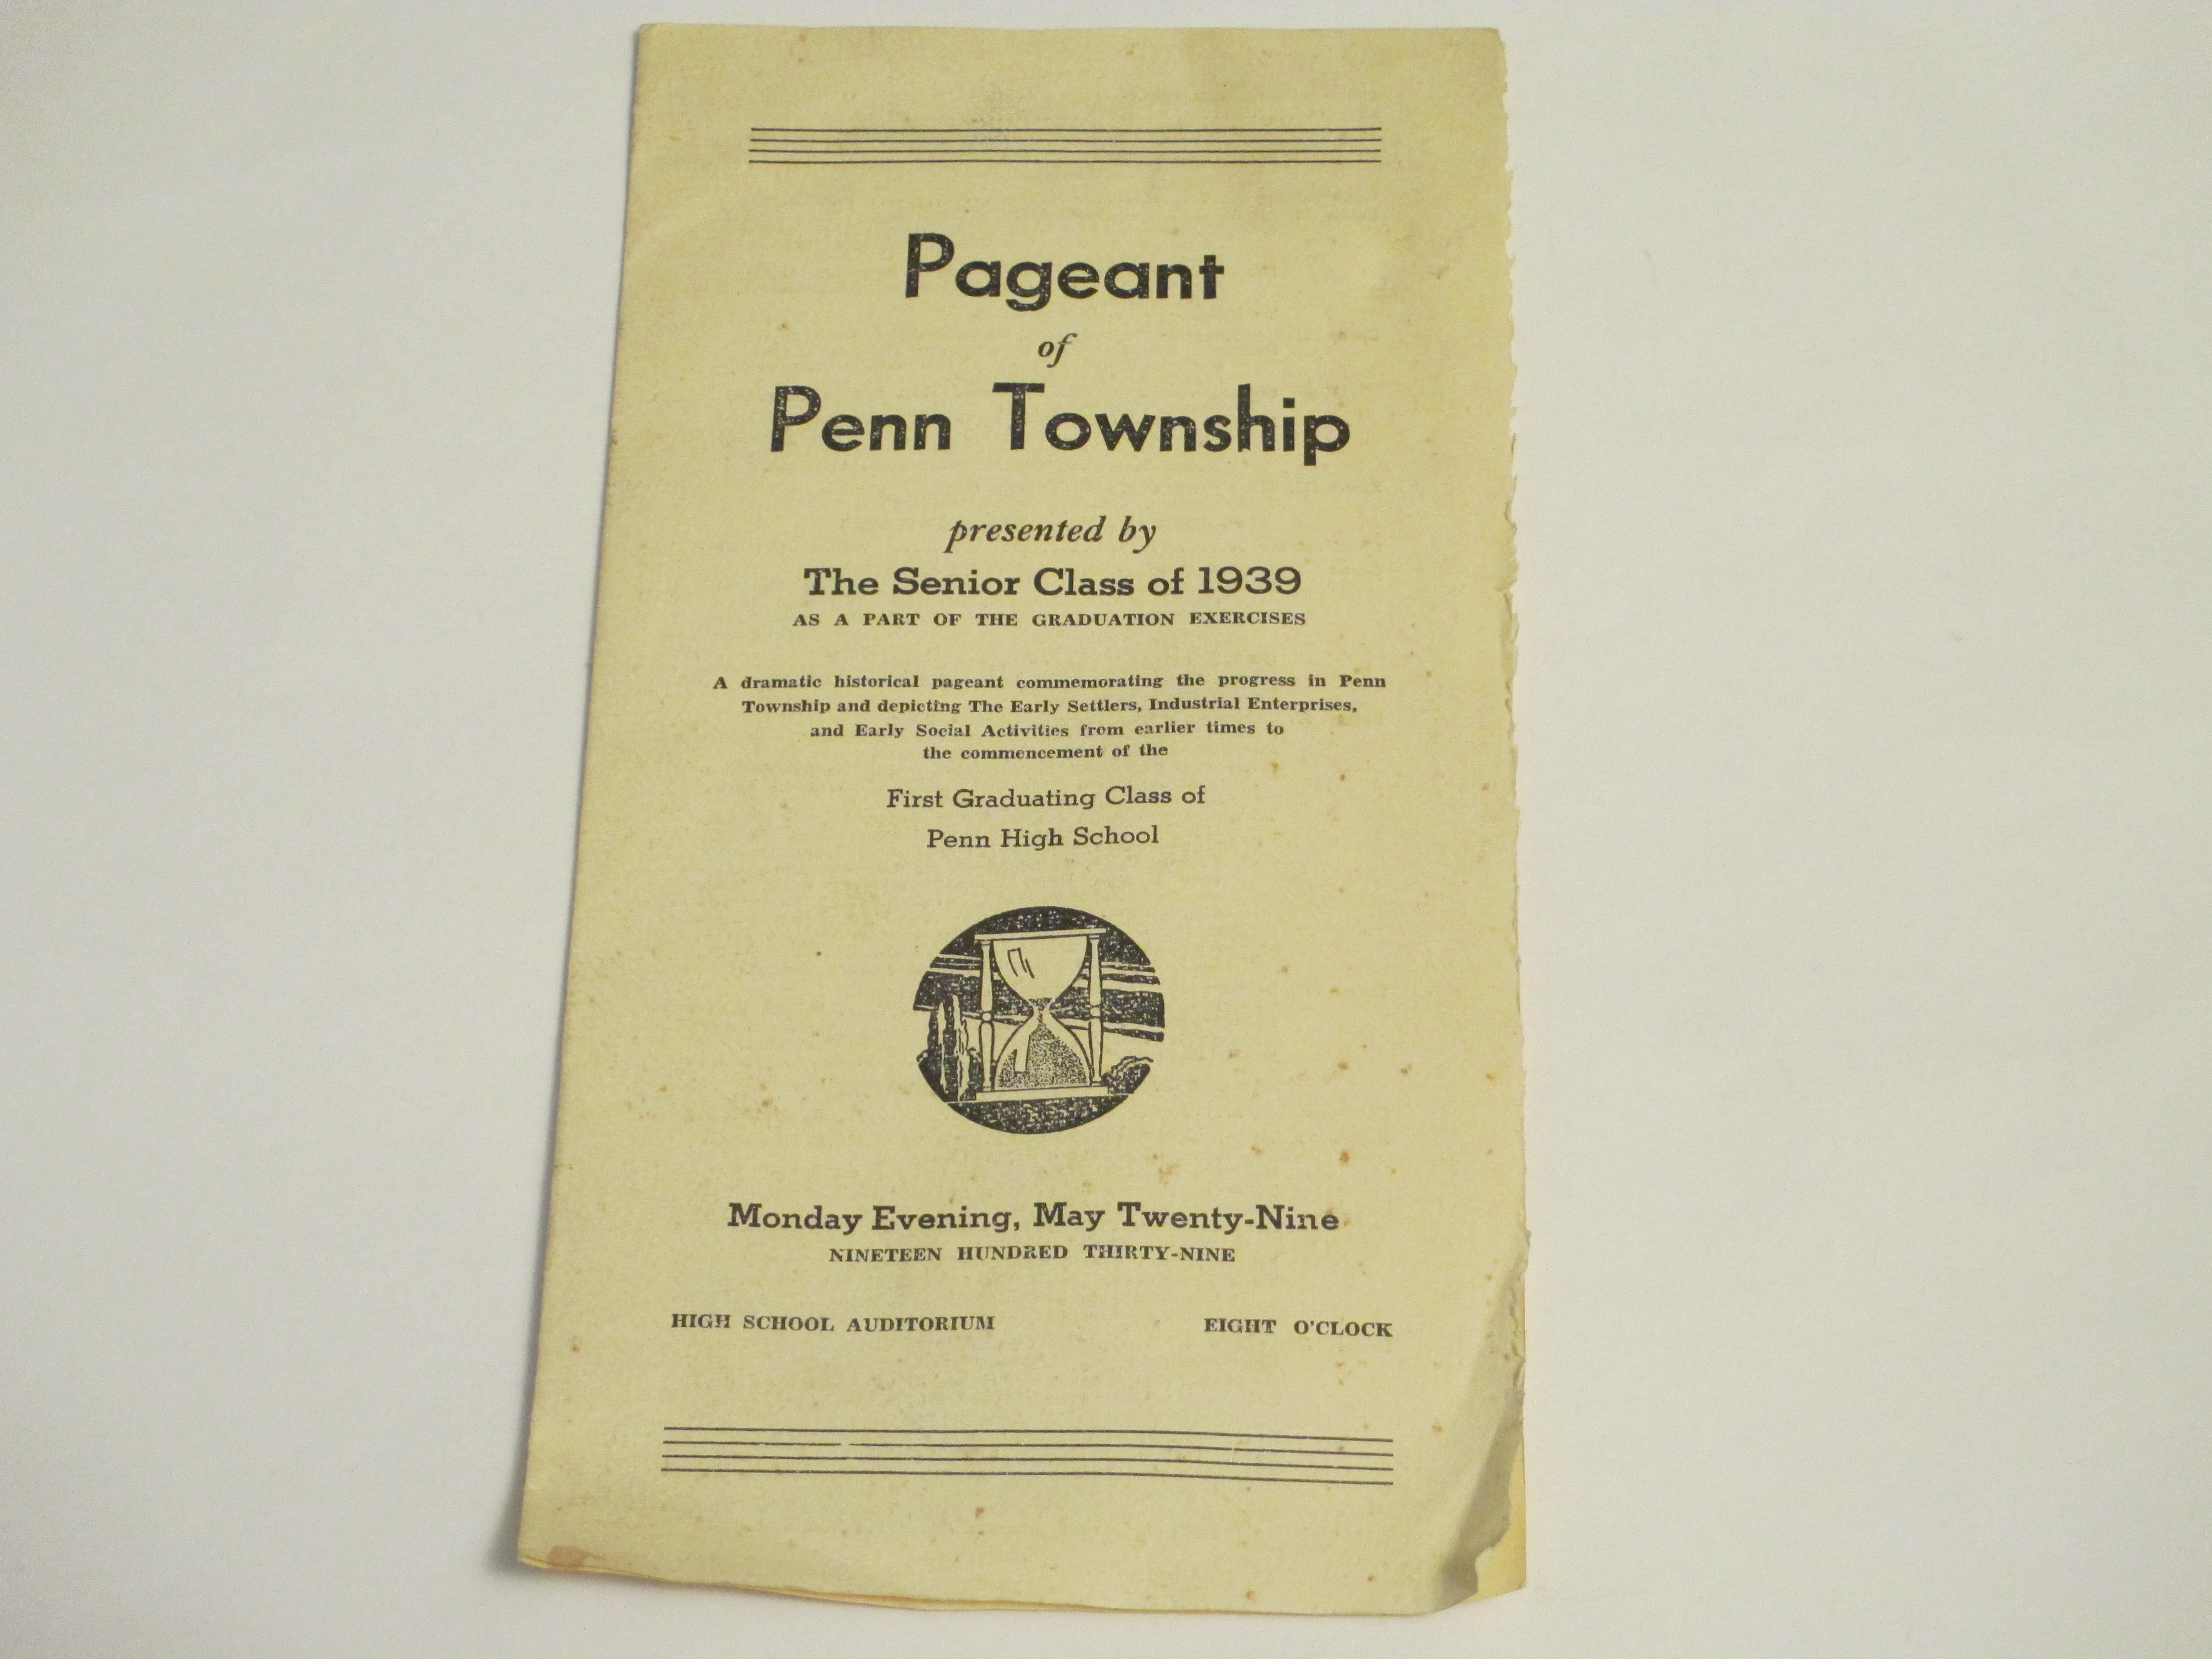 Pageant
of
Penn Township
presented by
The Senior Class of 1939
AS A PART OF THE GRADUATION EXERCISES
A dramatic historical pageant commemorating the progress in Penn
Township and depicting The Early Settlers, Industrial Enterprises,
and Early Social Activities from earlier times to
the commencement of the
First Graduating Class of
Penn High School
Monday Evening, May Twenty-Nine
NINETEEN HUNDRED THIRTY-NINE
HIGH SCHOOL AUDITORIUM EIGHT O'CLOCK